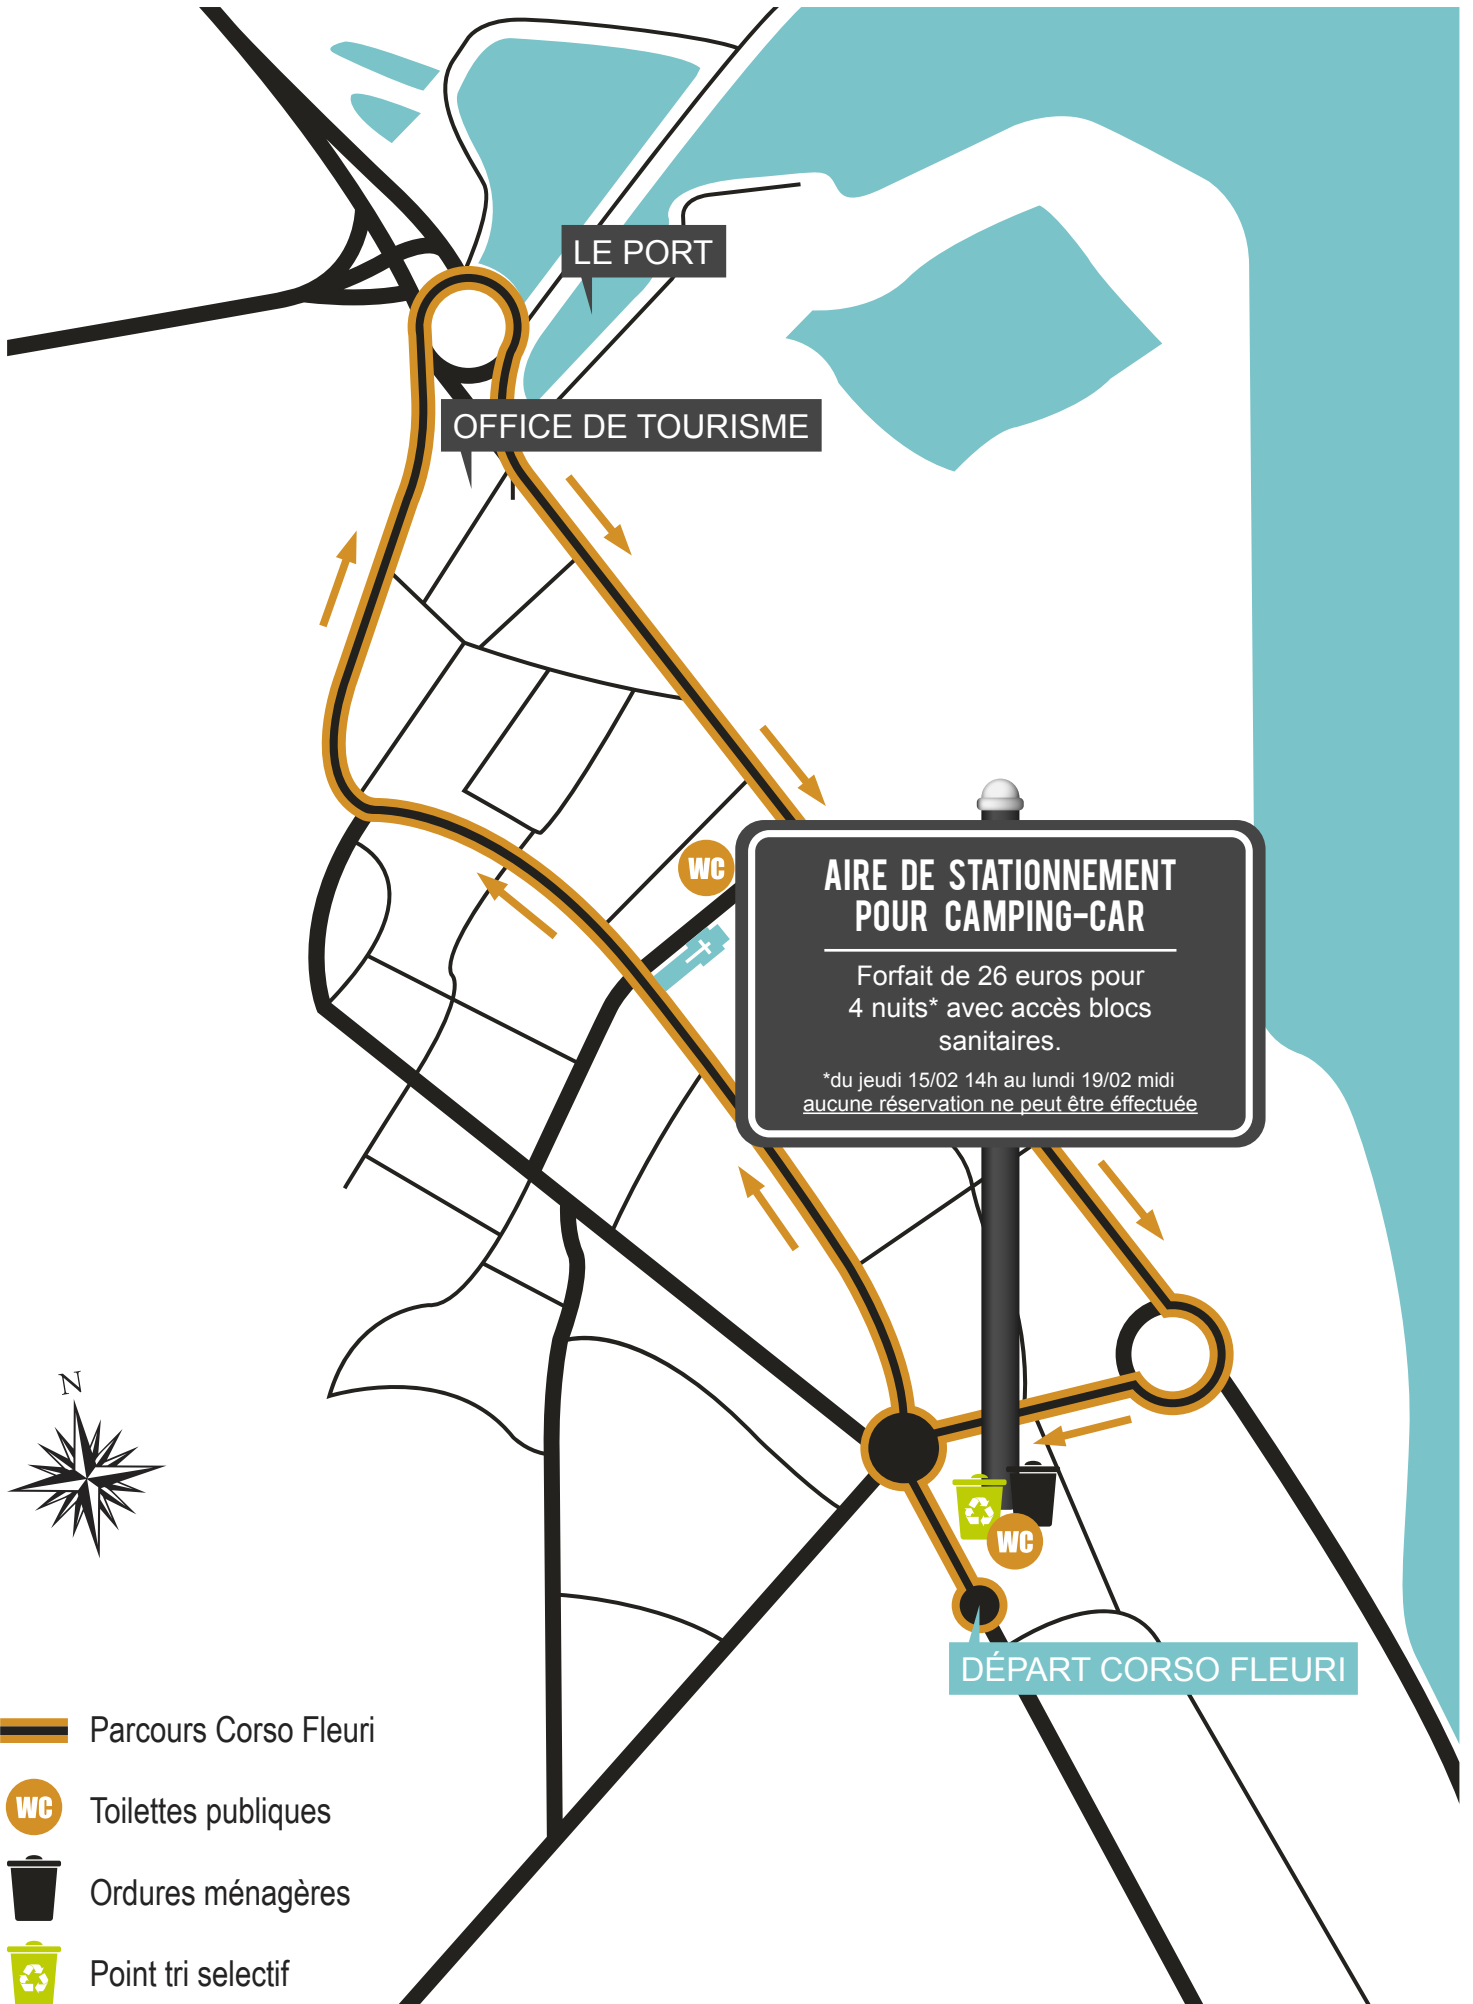 LE PORT
OFFICE DE TOURISME
WC
AIRE DE STATIONNEMENT
POUR CAMPING-CAR
Forfait de 26 euros pour
4 nuits* avec accès blocs
sanitaires.
*du jeudi 15/02 14h au lundi 19/02 midi
aucune réservation ne peut être éffectuée
N
WC
DÉPART CORSO FLEURI
Parcours Corso Fleuri
WC
Toilettes publiques
Ordures ménagères
Point tri selectif